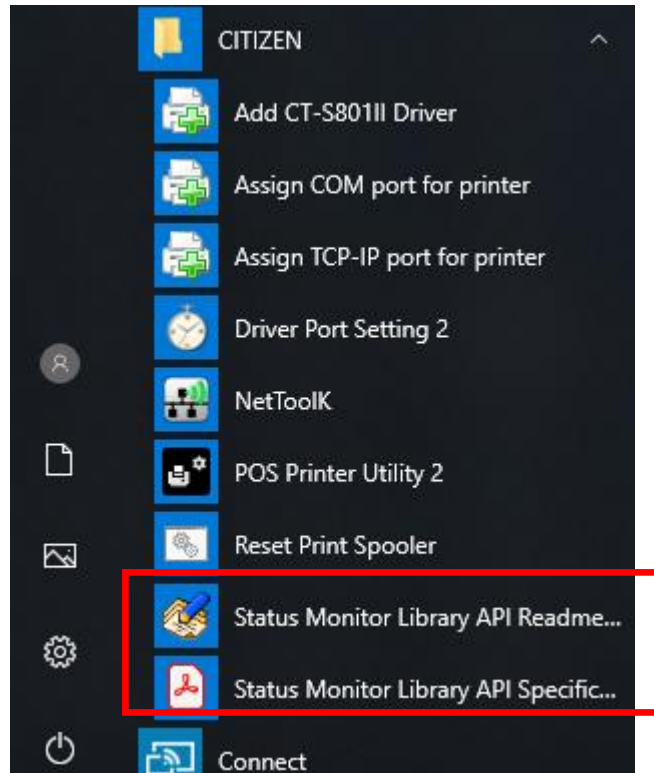 CITIZEN
Add CT-S801II Driver
Assign COM port for printer
Assign TCP-IP port for printer
Driver Port Setting 2
NetToolK
POS Printer Utility 2
Reset Print Spooler
Status Monitor Library API Readme...
Status Monitor Library API Specific...
Connect